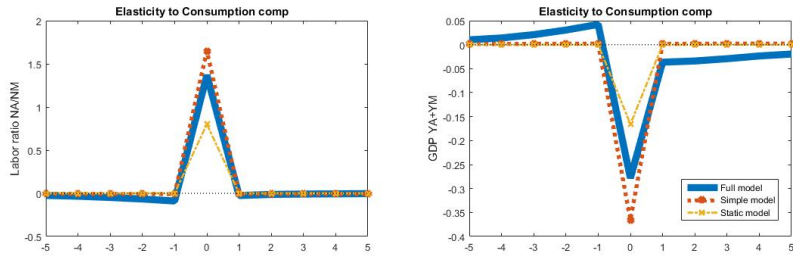 Elasticity to Consumption comp
Labor ratio NA/NM
2
1.5
1
0.5
0
-0.5
-5 -4 -3 -2 -1 0 1 2 3 4 5
Elasticity to Consumption comp
GDP YA+YM
0.05
0
-0.05
-0.1
-0.15
-0.2
-0.25
-0.3
-0.35
-0.4
Full model
Simple model
Static model
-5 -4 -3 -2 -1 0 1 2 3 4 5